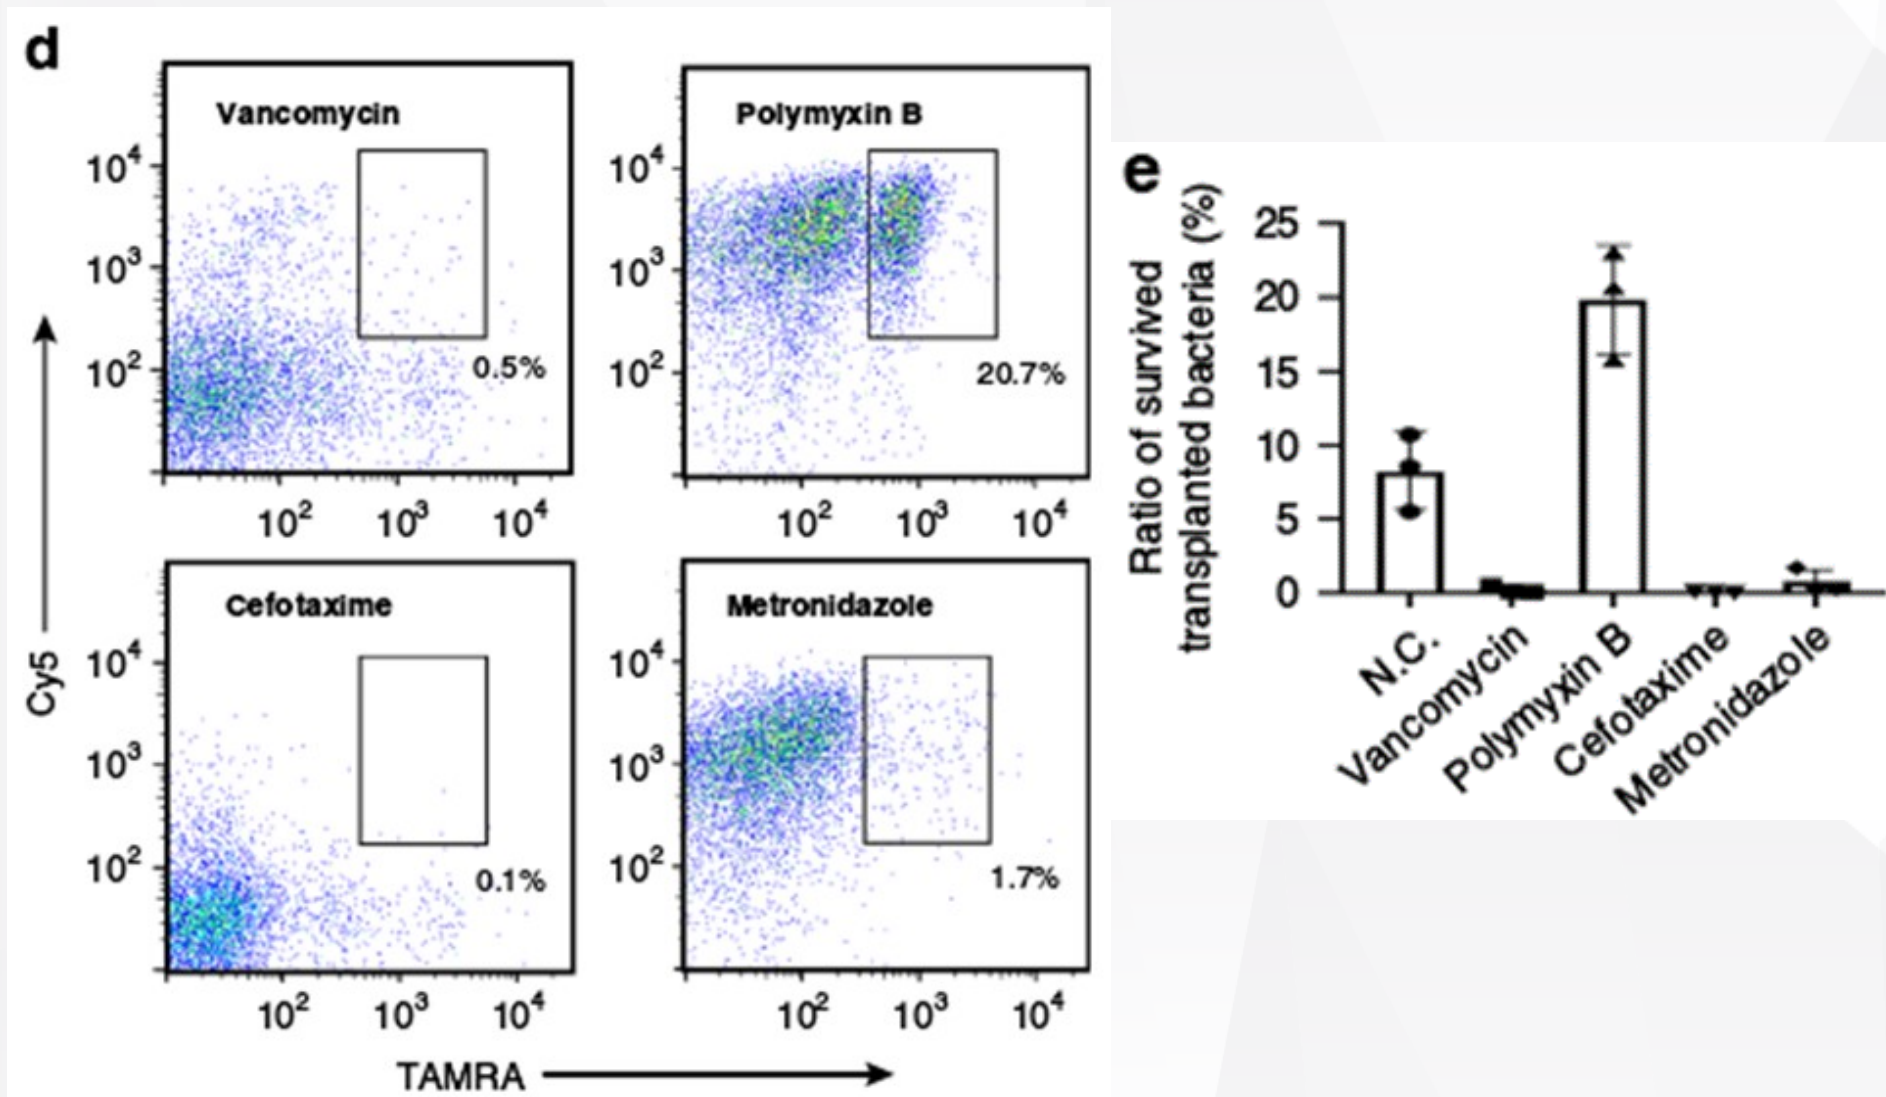 d
Vancomycin
10⁴
10³
10²
0.5%
10² 10³ 10⁴
Polymyxin B
10⁴
10³
10²
20.7%
10² 10³ 10⁴
Cefotaxime
10⁴
10³
10²
0.1%
10² 10³ 10⁴
Metronidazole
10⁴
10³
10²
1.7%
10² 10³ 10⁴
Cy5
TAMRA
e
Ratio of survived
transplanted bacteria (%)
25
20
15
10
5
0
N.C.
Vancomycin
Polymyxin B
Cefotaxime
Metronidazole